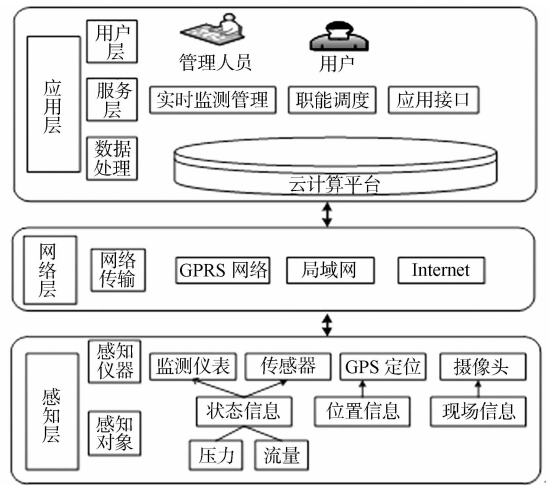 应用层
用户层
管理人员
用户
服务层
实时监测管理
职能调度
应用接口
数据处理
云计算平台
网络层
网络传输
GPRS 网络
局域网
Internet
感知层
感知仪器
监测仪表
传感器
GPS 定位
摄像头
感知对象
状态信息
位置信息
现场信息
压力
流量